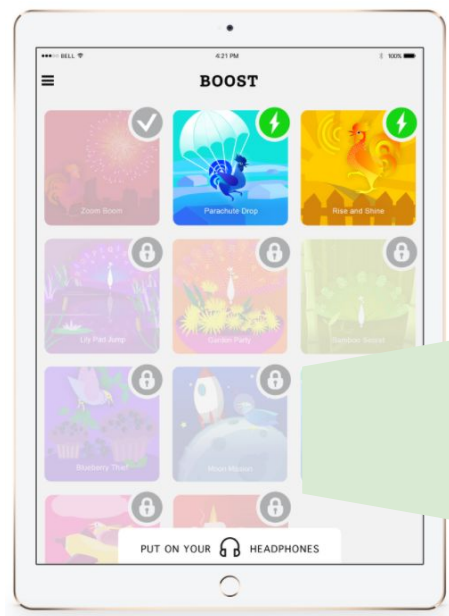 BELL 4:21 PM 100%
BOOST
Zoom Boom Parachute Drop Rise and Shine
Lily Pad Garden Party Bamboo
Blueberry Thief Moon Mission
PUT ON YOUR HEADPHONES